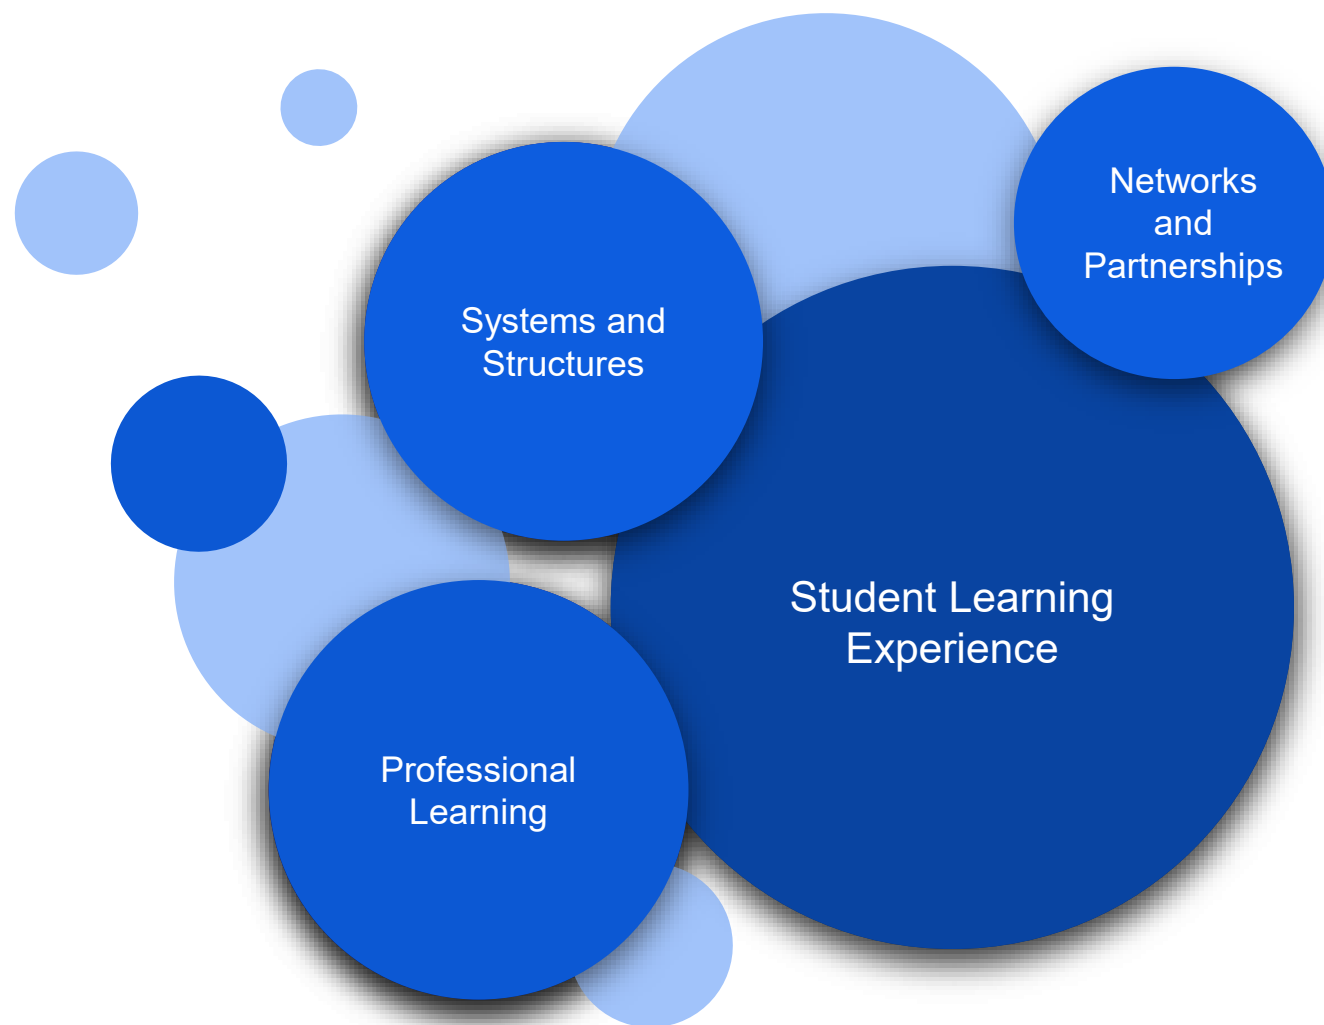 Networks
and
Partnerships
Systems and
Structures
Student Learning
Experience
Professional
Learning